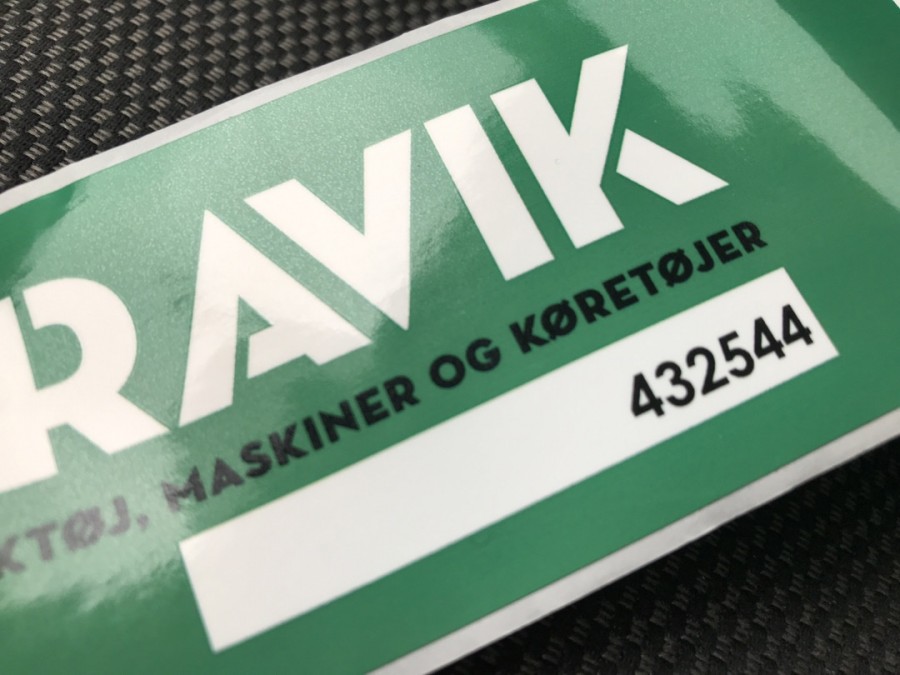 RAVIK
KTØJ, MASKINER OG KØRETØJER
432544